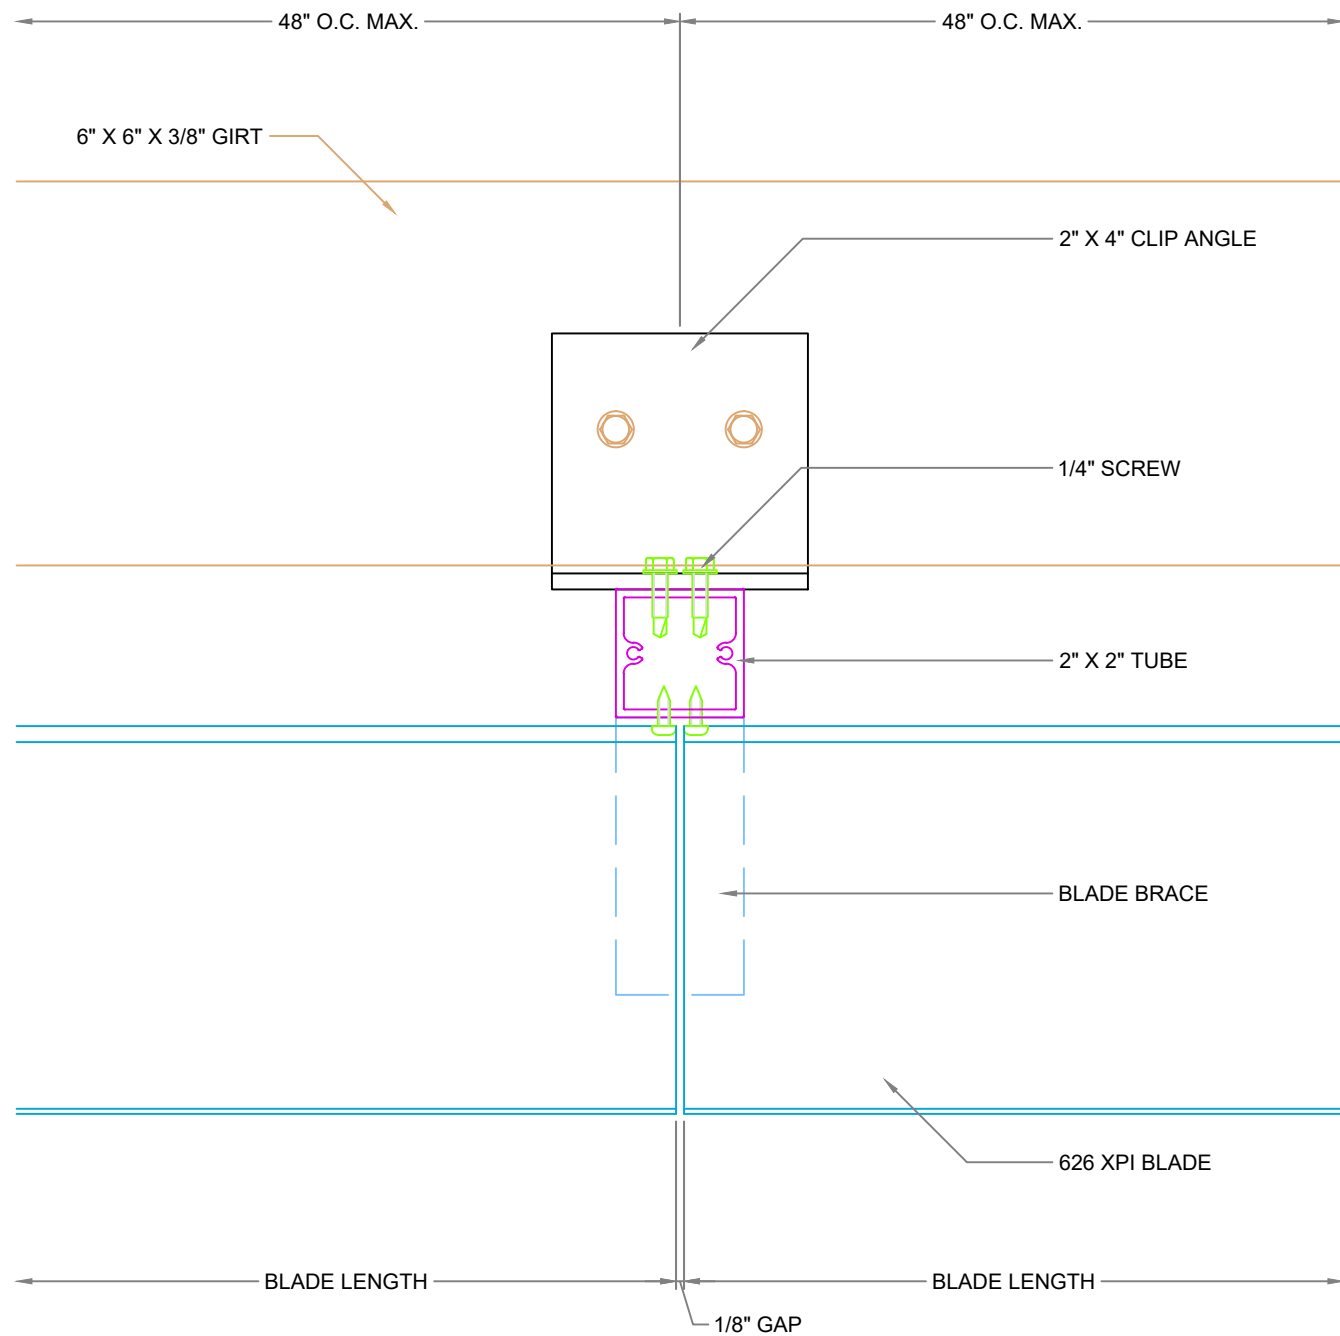 48" O.C. MAX.
48" O.C. MAX.
6" X 6" X 3/8" GIRT
2" X 4" CLIP ANGLE
1/4" SCREW
2" X 2" TUBE
BLADE BRACE
626 XPI BLADE
BLADE LENGTH
BLADE LENGTH
1/8" GAP